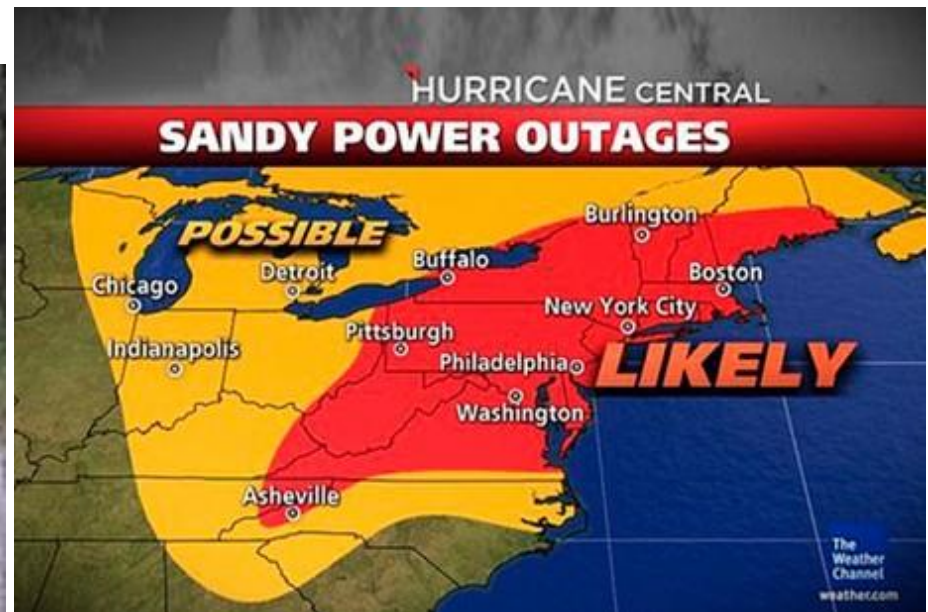 HURRICANE CENTRAL
SANDY POWER OUTAGES
POSSIBLE
Burlington
Buffalo
Detroit
Boston
Chicago
New York City
Pittsburgh
Indianapolis
Philadelphia
LIKELY
Washington
Asheville
The
Weather
Channel
weather.com